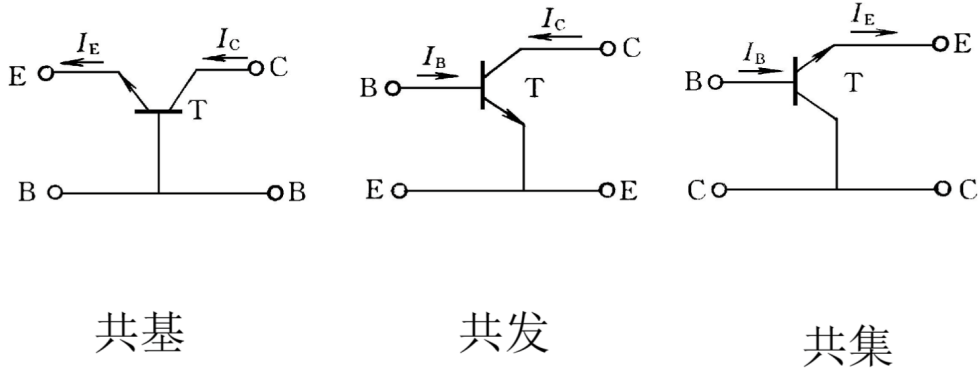 I_E I_C I_B I_C I_B I_E
E C B T C B T E
T
B B E E C C
共基 共发 共集